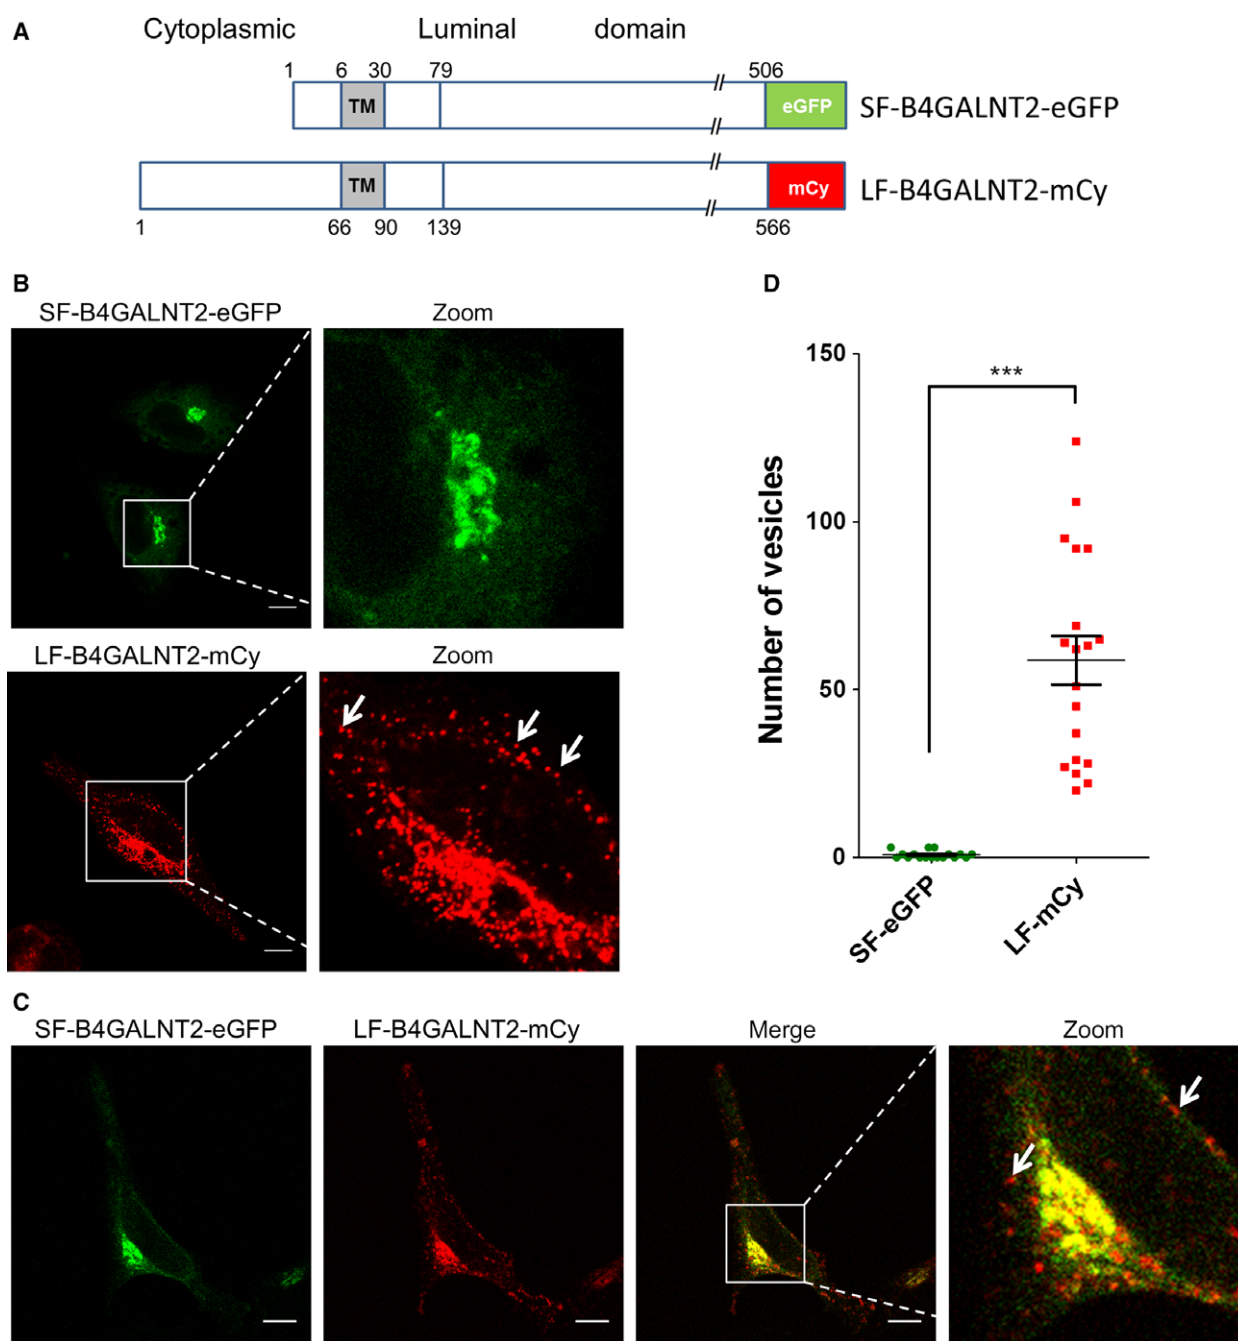 A
Cytoplasmic Luminal domain
1 6 30 79 506
TM eGFP SF-B4GALNT2-eGFP
TM mCy LF-B4GALNT2-mCy
1 66 90 139 566
B
SF-B4GALNT2-eGFP Zoom
LF-B4GALNT2-mCy Zoom
D
150
***
100
50
0
Number of vesicles
SF-eGFP
LF-mCy
C
SF-B4GALNT2-eGFP LF-B4GALNT2-mCy Merge Zoom